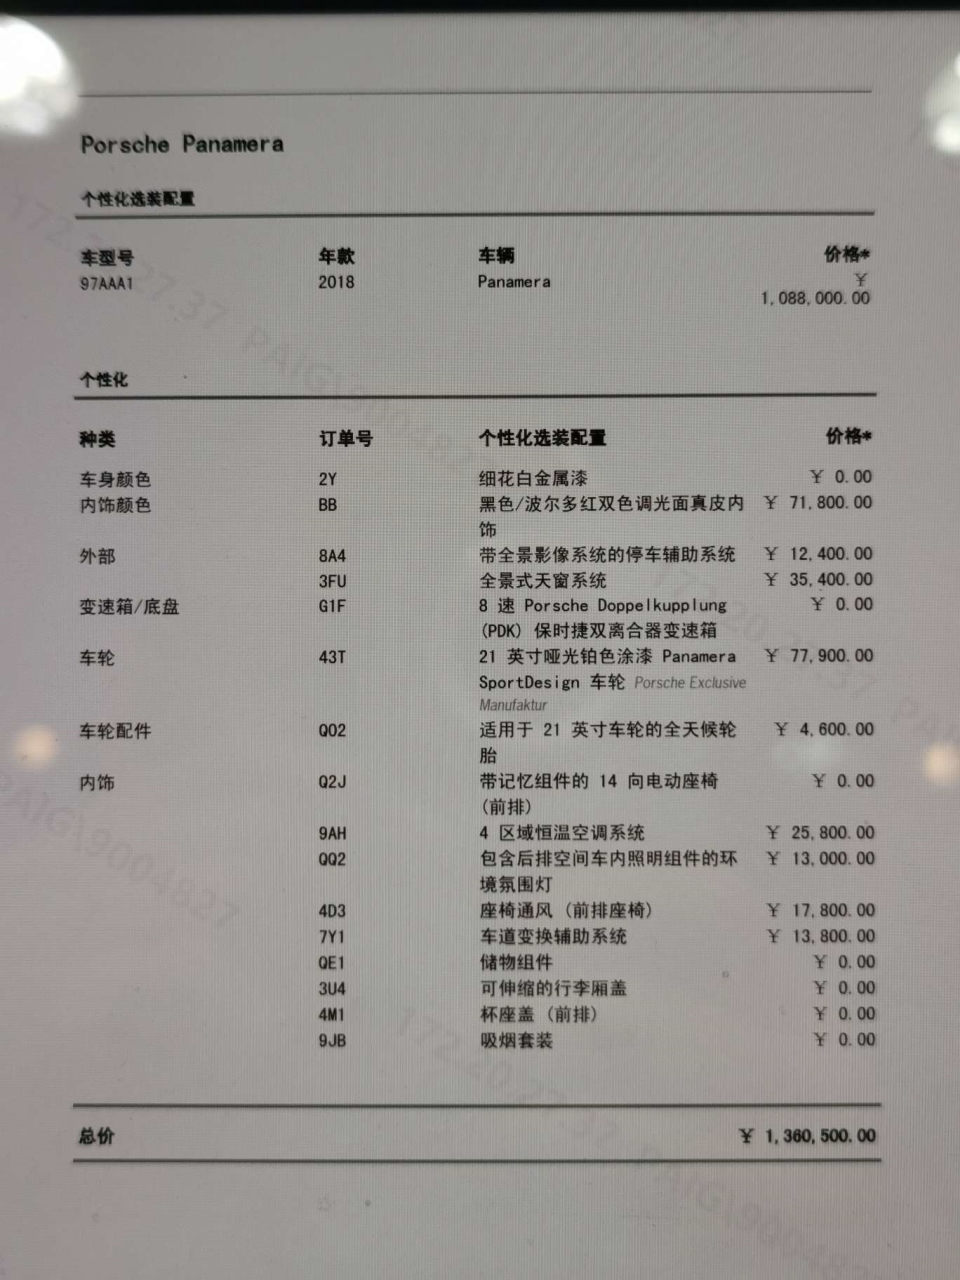 Porsche Panamera
个性化选装配置
车型号 年款 车辆 价格*
97AAA1 2018 Panamera ¥
1,088,000.00
个性化
种类 订单号 个性化选装配置 价格*
车身颜色 2Y 细花白金属漆 ¥ 0.00
内饰颜色 BB 黑色/波尔多红双色调光面真皮内 ¥ 71,800.00
饰
外部 8A4 带全景影像系统的停车辅助系统 ¥ 12,400.00
3FU 全景式天窗系统 ¥ 35,400.00
变速箱/底盘 G1F 8 速 Porsche Doppelkupplung ¥ 0.00
(PDK) 保时捷双离合器变速箱
车轮 43T 21 英寸哑光铂色涂漆 Panamera ¥ 77,900.00
SportDesign 车轮 Porsche Exclusive
Manufaktur
车轮配件 QO2 适用于 21 英寸车轮的全天候轮 ¥ 4,600.00
胎
内饰 Q2J 带记忆组件的 14 向电动座椅 ¥ 0.00
(前排)
9AH 4 区域恒温空调系统 ¥ 25,800.00
QQ2 包含后排空间车内照明组件的环 ¥ 13,000.00
境氛围灯
4D3 座椅通风 (前排座椅) ¥ 17,800.00
7Y1 车道变换辅助系统 ¥ 13,800.00
QE1 储物组件 ¥ 0.00
3U4 可伸缩的行李厢盖 ¥ 0.00
4M1 杯座盖 (前排) ¥ 0.00
9JB 吸烟套装 ¥ 0.00
总价 ¥ 1,360,500.00
172.20.27.37 PAIG\9004827